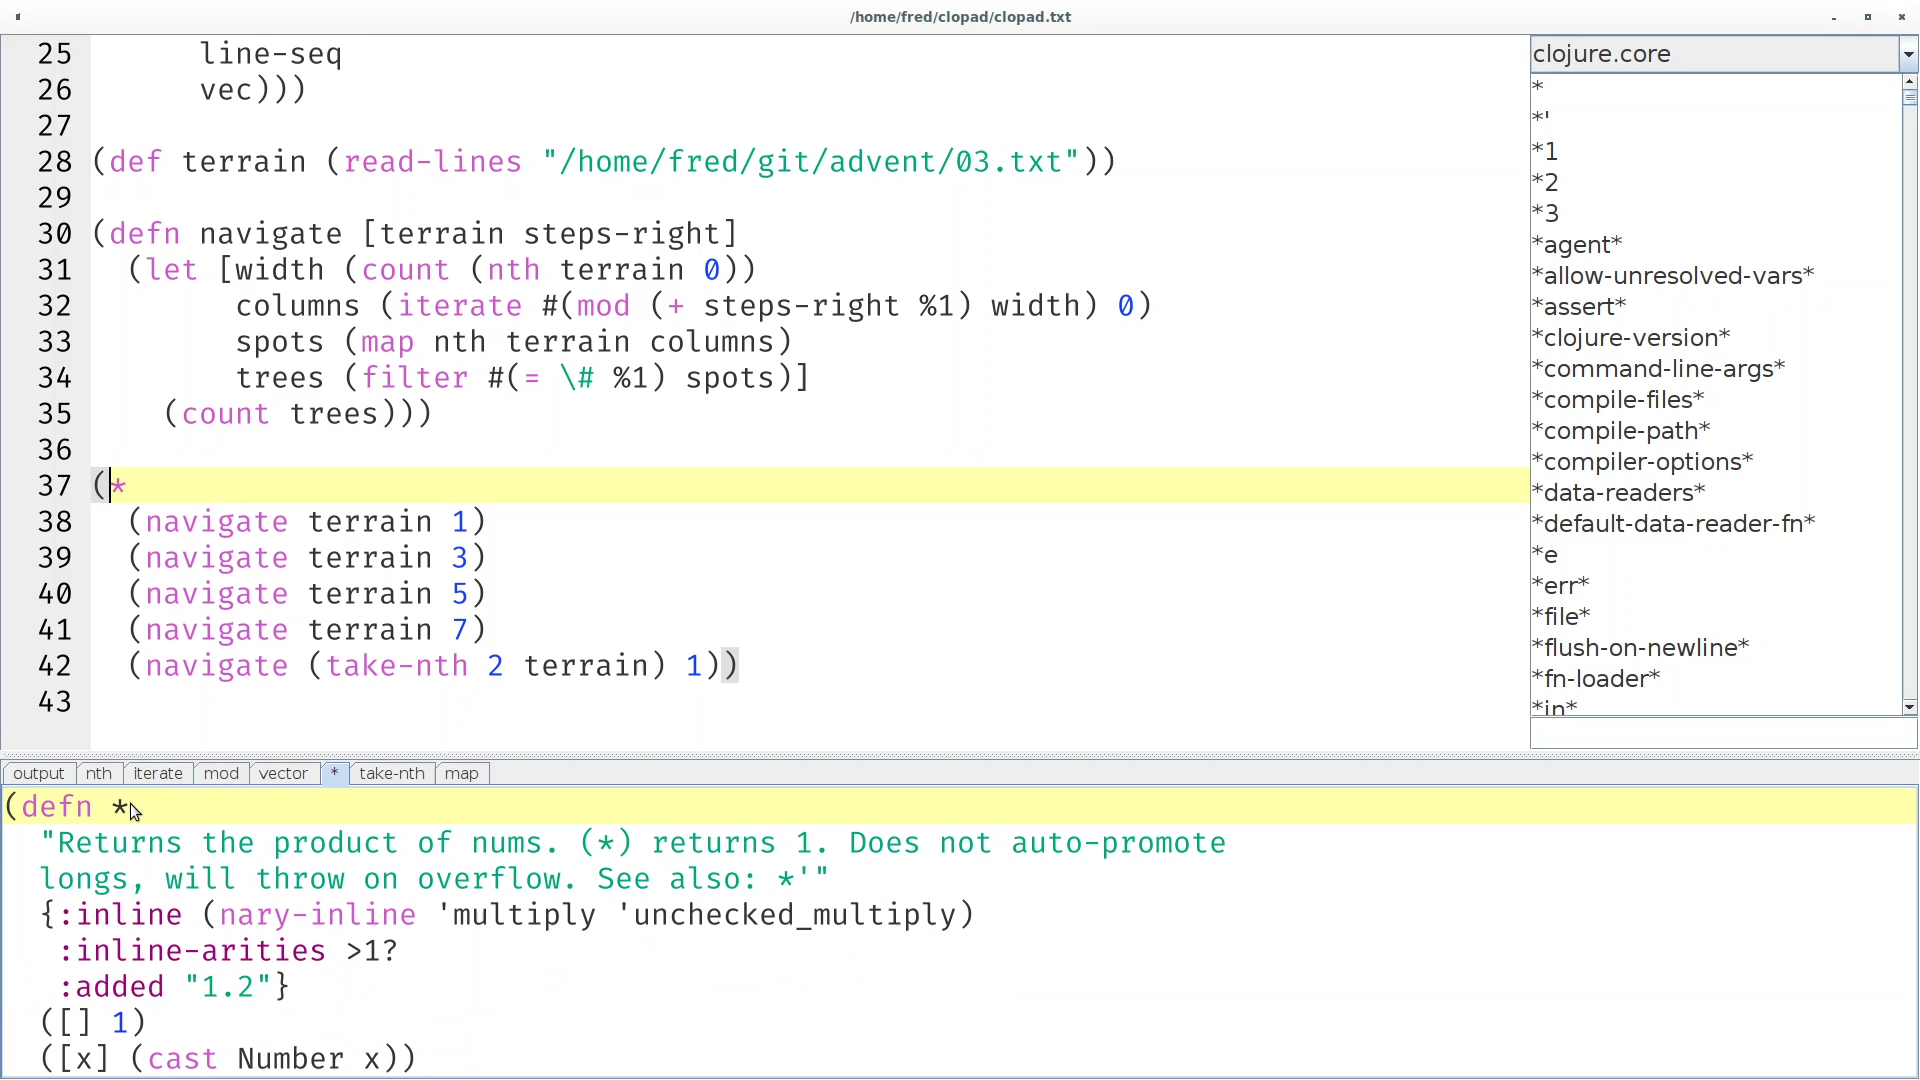 /home/fred/clopad/clopad.txt
25       line-seq
26       vec)))
27
28 (def terrain (read-lines "/home/fred/git/advent/03.txt"))
29
30 (defn navigate [terrain steps-right]
31   (let [width (count (nth terrain 0))
32         columns (iterate #(mod (+ steps-right %1) width) 0)
33         spots (map nth terrain columns)
34         trees (filter #(= \# %1) spots)]
35     (count trees)))
36
37 (*
38   (navigate terrain 1)
39   (navigate terrain 3)
40   (navigate terrain 5)
41   (navigate terrain 7)
42   (navigate (take-nth 2 terrain) 1))
43
clojure.core
*
*'
*1
*2
*3
*agent*
*allow-unresolved-vars*
*assert*
*clojure-version*
*command-line-args*
*compile-files*
*compile-path*
*compiler-options*
*data-readers*
*default-data-reader-fn*
*e
*err*
*file*
*flush-on-newline*
*fn-loader*
*in*
output nth iterate mod vector * take-nth map
(defn *
  "Returns the product of nums. (*) returns 1. Does not auto-promote
  longs, will throw on overflow. See also: *'"
  {:inline (nary-inline 'multiply 'unchecked_multiply)
   :inline-arities >1?
   :added "1.2"}
  ([] 1)
  ([x] (cast Number x))